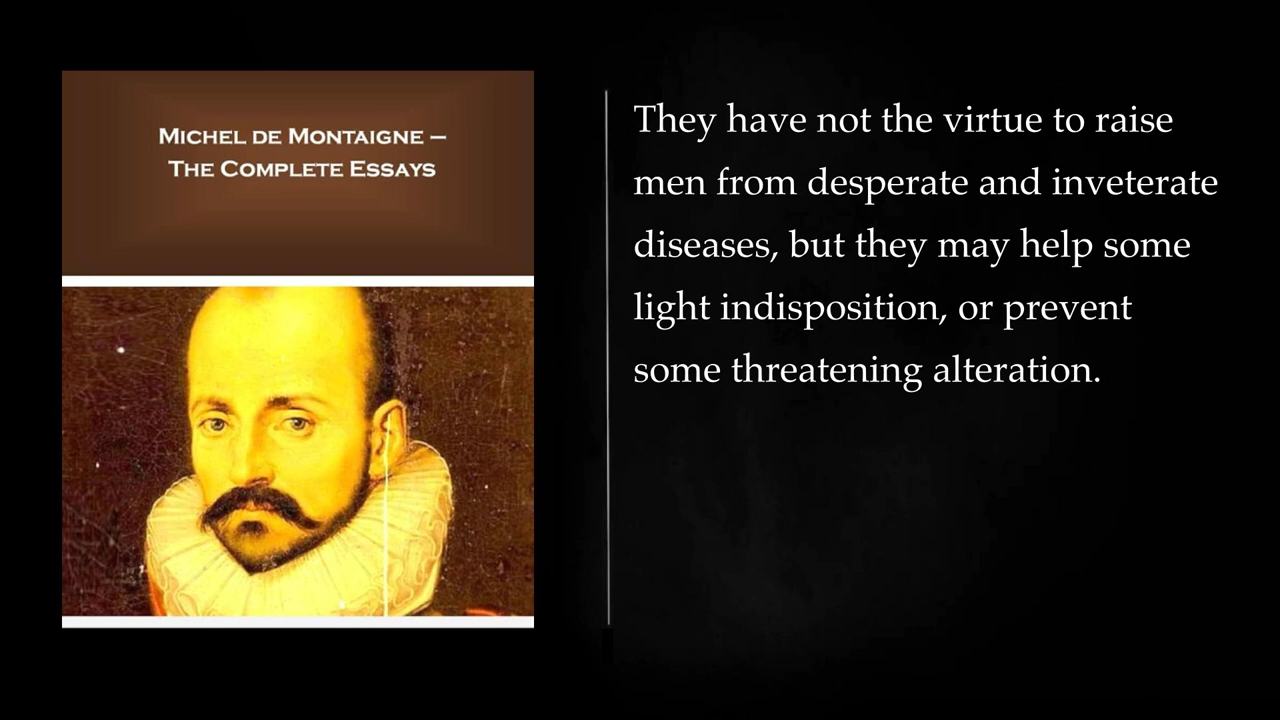 MICHEL DE MONTAIGNE –
THE COMPLETE ESSAYS
They have not the virtue to raise
men from desperate and inveterate
diseases, but they may help some
light indisposition, or prevent
some threatening alteration.